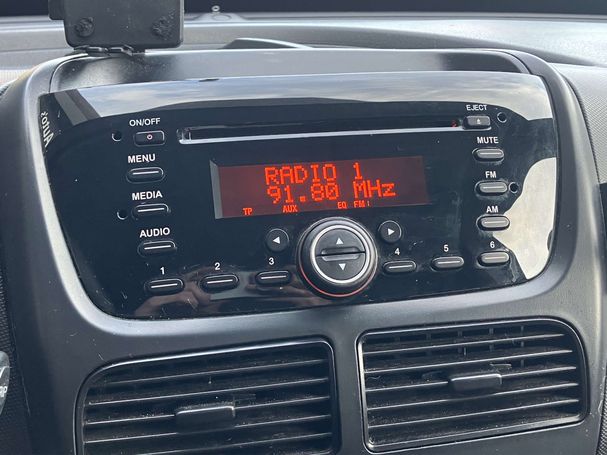 Autos
ON/OFF
EJECT
MENU
MUTE
RADIO 1
91.80 MHz
TP AUX EQ FM1
FM
MEDIA
AM
AUDIO
1 2 3 4 5 6